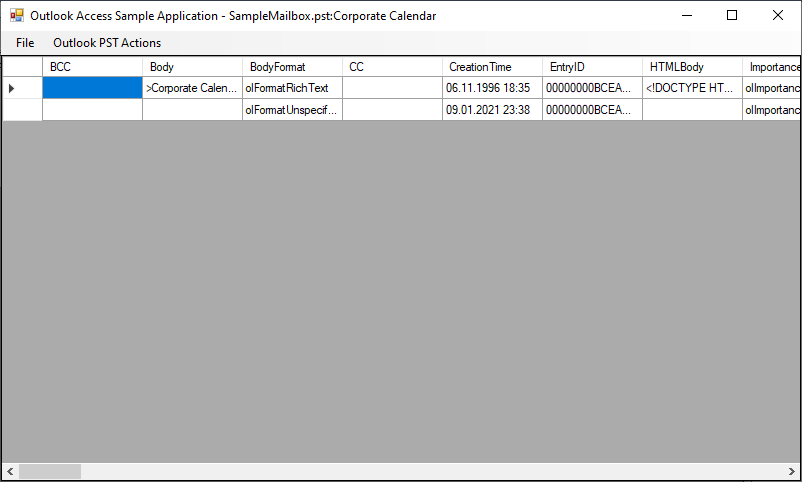 Outlook Access Sample Application - SampleMailbox.pst:Corporate Calendar
File Outlook PST Actions
BCC Body BodyFormat CC CreationTime EntryID HTMLBody Importance
>Corporate Calen... olFormatRichText 06.11.1996 18:35 00000000BCEA... <!DOCTYPE HT... olImportance
olFormatUnspecif... 09.01.2021 23:38 00000000BCEA... olImportance